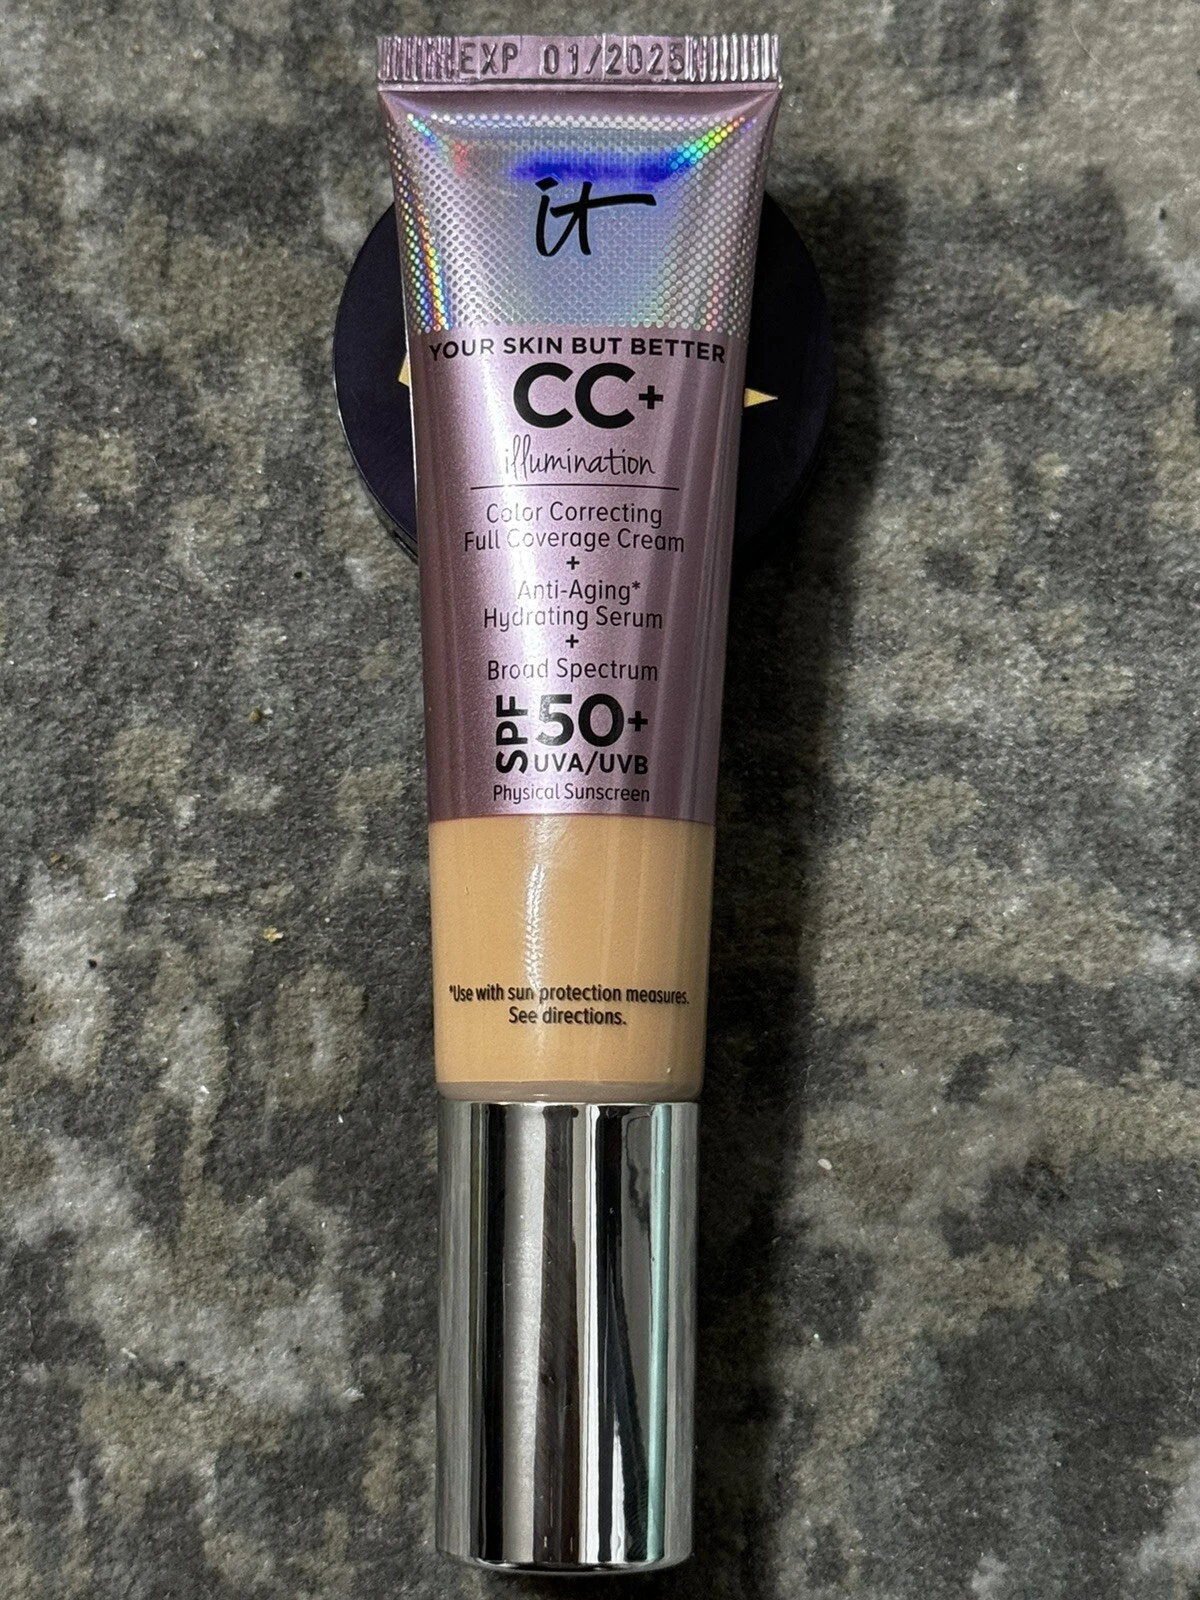 EXP 01/2025
it
YOUR SKIN BUT BETTER
CC+
illumination
Color Correcting
Full Coverage Cream
+
Anti-Aging*
Hydrating Serum
+
Broad Spectrum
SPF 50+
UVA/UVB
Physical Sunscreen
*Use with sun protection measures.
See directions.